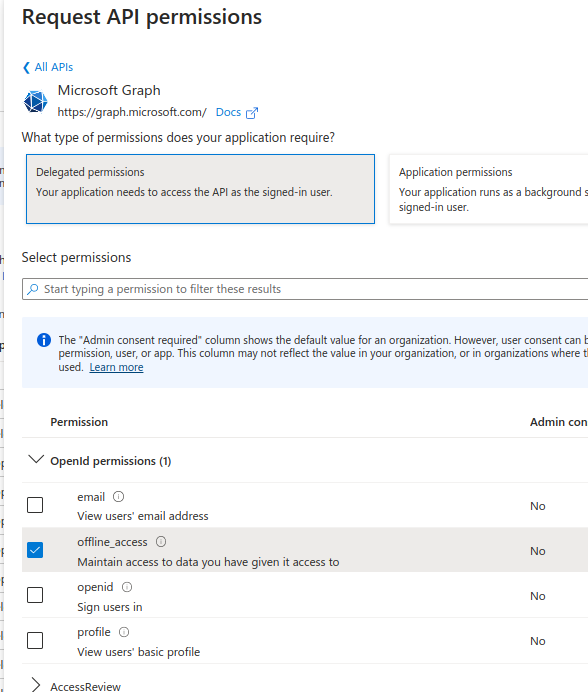 Request API permissions
All APIs
Microsoft Graph
https://graph.microsoft.com/ Docs
What type of permissions does your application require?
Delegated permissions
Your application needs to access the API as the signed-in user.
Application permissions
Your application runs as a background s
signed-in user.
Select permissions
Start typing a permission to filter these results
The "Admin consent required" column shows the default value for an organization. However, user consent can b
permission, user, or app. This column may not reflect the value in your organization, or in organizations where th
used. Learn more
Permission Admin con
OpenId permissions (1)
email
View users' email address
No
offline_access
Maintain access to data you have given it access to
No
openid
Sign users in
No
profile
View users' basic profile
No
AccessReview